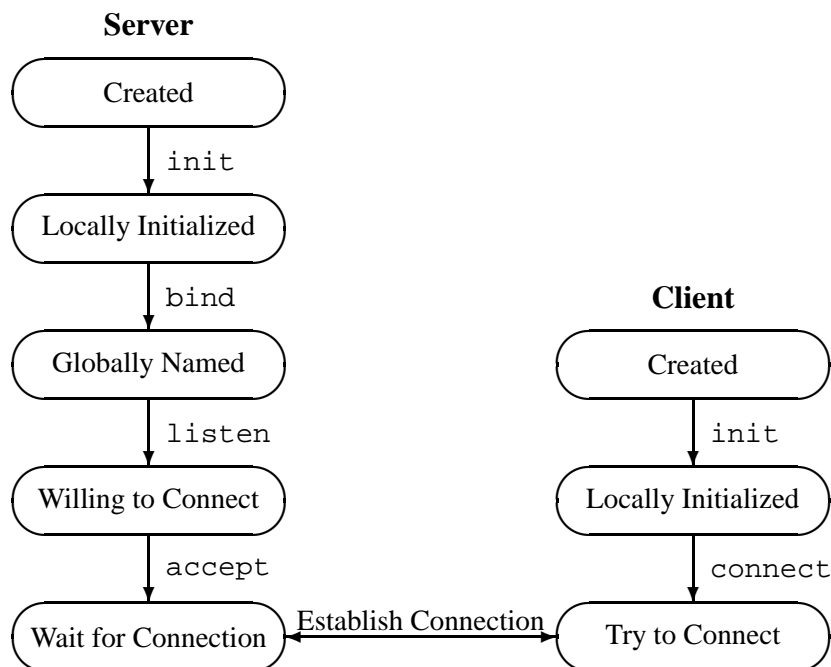 Server
Created
init
Locally Initialized
bind
Globally Named
listen
Willing to Connect
accept
Wait for Connection
Establish Connection
Client
Created
init
Locally Initialized
connect
Try to Connect